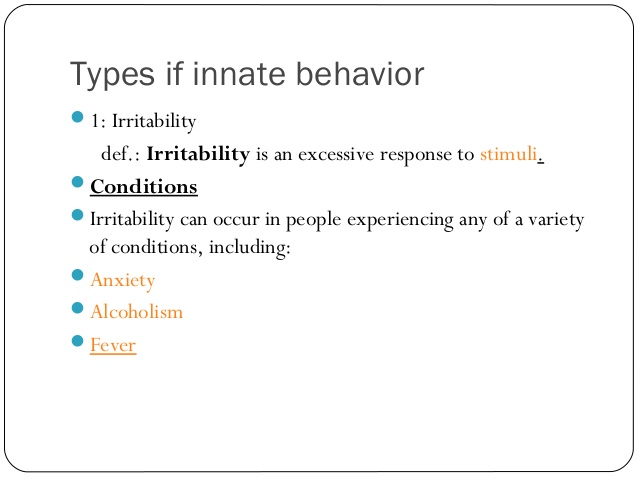 Types if innate behavior
1: Irritability
def.: Irritability is an excessive response to stimuli.
Conditions
Irritability can occur in people experiencing any of a variety
of conditions, including:
Anxiety
Alcoholism
Fever